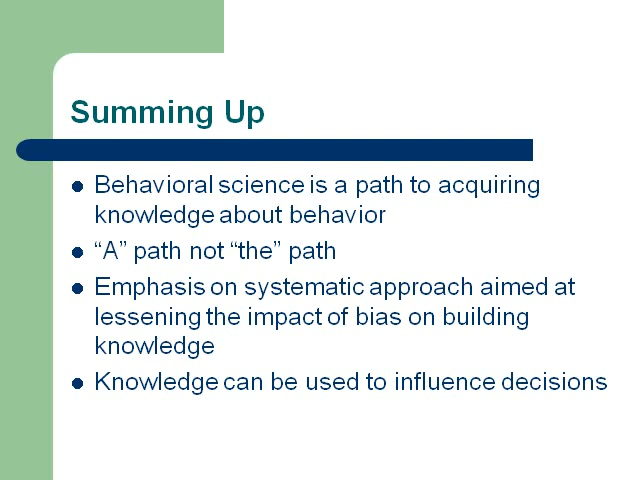 Summing Up
Behavioral science is a path to acquiring
knowledge about behavior
“A” path not “the” path
Emphasis on systematic approach aimed at
lessening the impact of bias on building
knowledge
Knowledge can be used to influence decisions